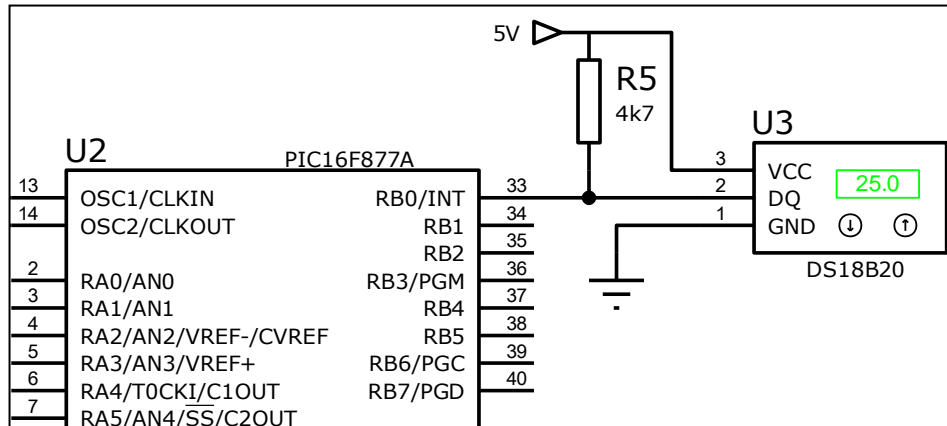 5V
R5
4k7
U3
U2
PIC16F877A
3 VCC
25.0
2 DQ
1 GND
DS18B20
13 OSC1/CLKIN
RB0/INT 33
14 OSC2/CLKOUT
RB1 34
RB2 35
2 RA0/AN0
RB3/PGM 36
3 RA1/AN1
RB4 37
4 RA2/AN2/VREF-/CVREF
RB5 38
5 RA3/AN3/VREF+
RB6/PGC 39
6 RA4/T0CKI/C1OUT
RB7/PGD 40
7 RA5/AN4/SS/C2OUT